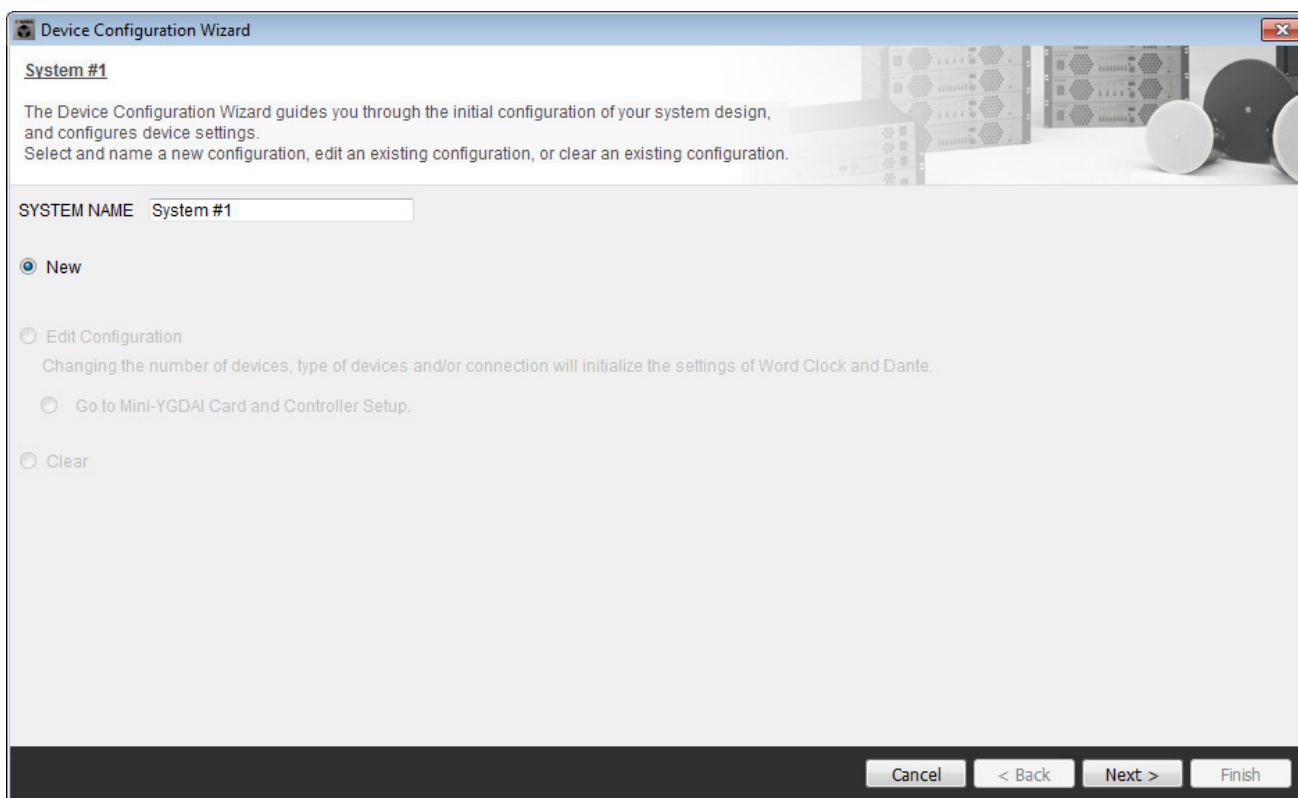 Device Configuration Wizard
System #1
The Device Configuration Wizard guides you through the initial configuration of your system design,
and configures device settings.
Select and name a new configuration, edit an existing configuration, or clear an existing configuration.
SYSTEM NAME System #1
New
Edit Configuration
Changing the number of devices, type of devices and/or connection will initialize the settings of Word Clock and Dante.
Go to Mini-YGDAI Card and Controller Setup.
Clear
Cancel < Back Next > Finish